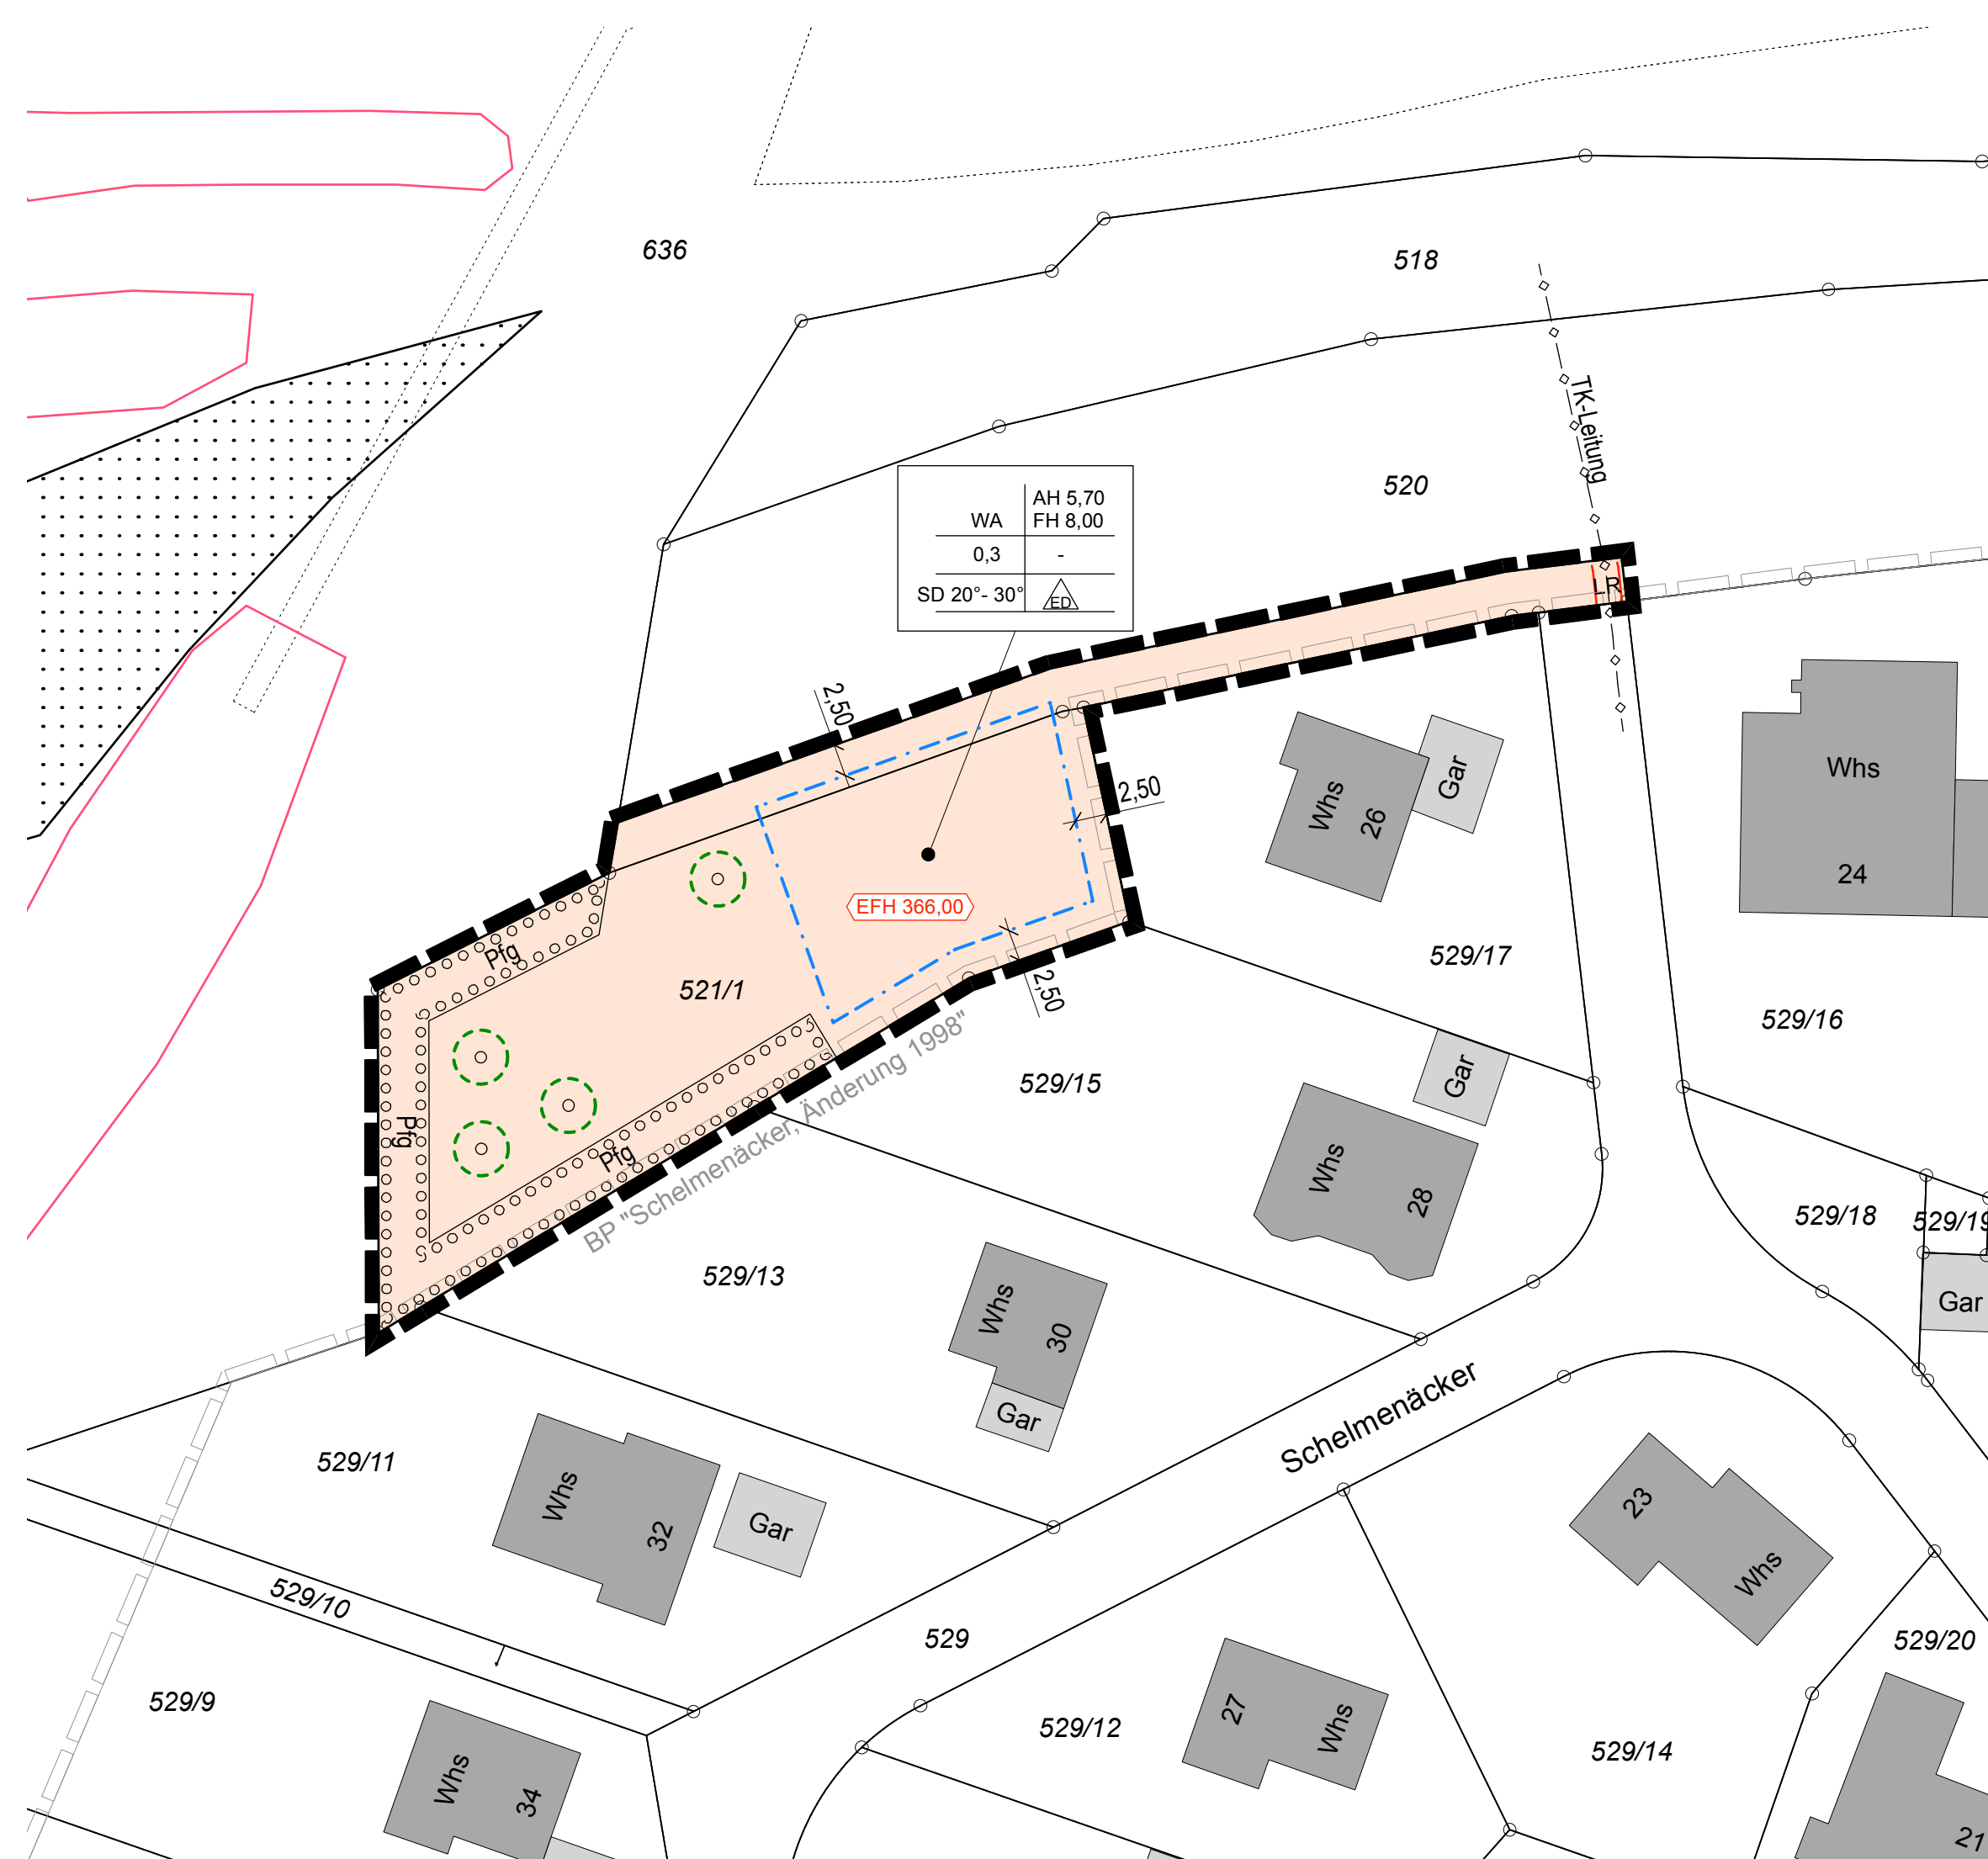 636
518
TK-Leitung
520
AH 5,70
WA
FH 8,00
0,3
-
SD 20°- 30°
ED
LR
2,50
2,50
Whs
26
Gar
Whs
24
EFH 366,00
Pfg
521/1
529/17
2,50
529/16
BP "Schelmenäcker, Änderung 1998"
529/15
Gar
Pfg
Pfg
Whs
28
529/18
529/19
529/13
Whs
30
Gar
Gar
Schelmenäcker
529/11
Whs
32
Gar
23
Whs
529/10
529
529/20
529/9
27
Whs
529/12
529/14
Whs
34
21